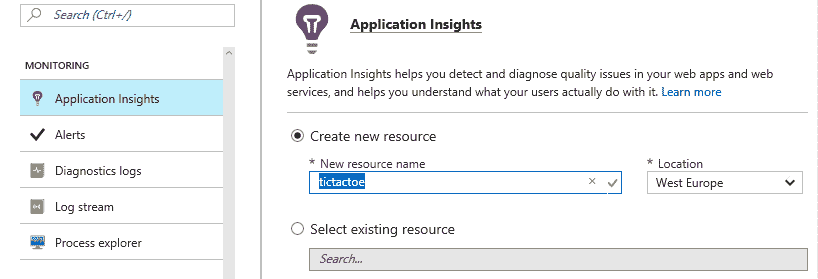 Search (Ctrl+/)
MONITORING
Application Insights
Alerts
Diagnostics logs
Log stream
Process explorer
Application Insights
Application Insights helps you detect and diagnose quality issues in your web apps and web
services, and helps you understand what your users actually do with it. Learn more
Create new resource
* New resource name
* Location
tictactoe
West Europe
Select existing resource
Search...